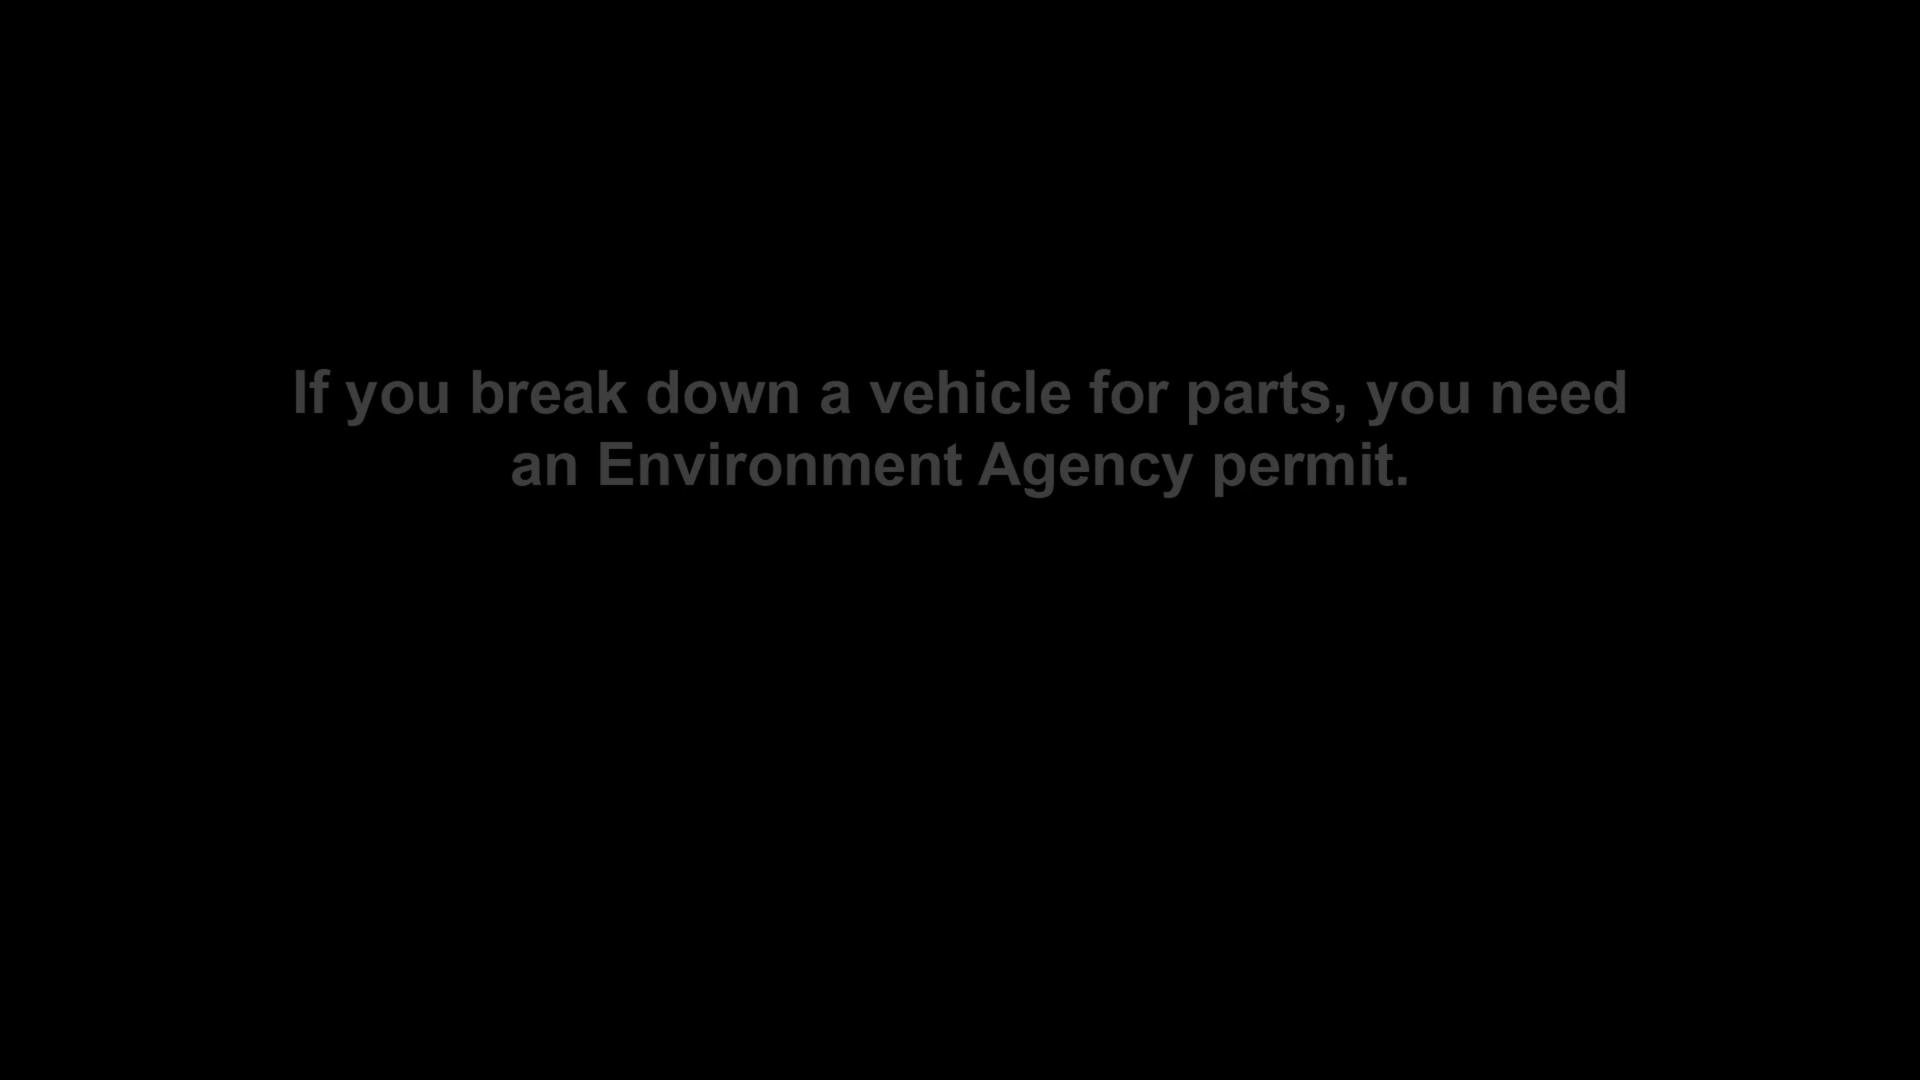 If you break down a vehicle for parts, you need
an Environment Agency permit.